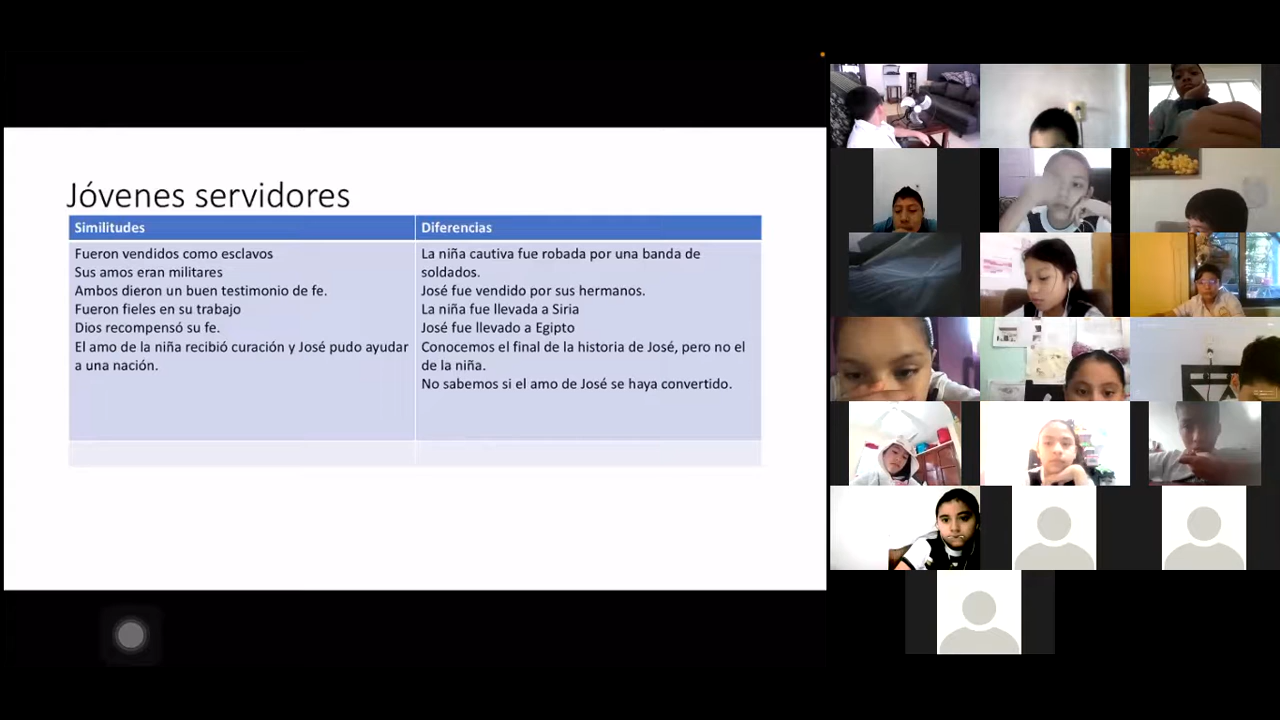 Jóvenes servidores
Similitudes
Fueron vendidos como esclavos
Sus amos eran militares
Ambos dieron un buen testimonio de fe.
Fueron fieles en su trabajo
Dios recompensó su fe.
El amo de la niña recibió curación y José pudo ayudar
a una nación.
Diferencias
La niña cautiva fue robada por una banda de
soldados.
José fue vendido por sus hermanos.
La niña fue llevada a Siria
José fue llevado a Egipto
Conocemos el final de la historia de José, pero no el
de la niña.
No sabemos si el amo de José se haya convertido.